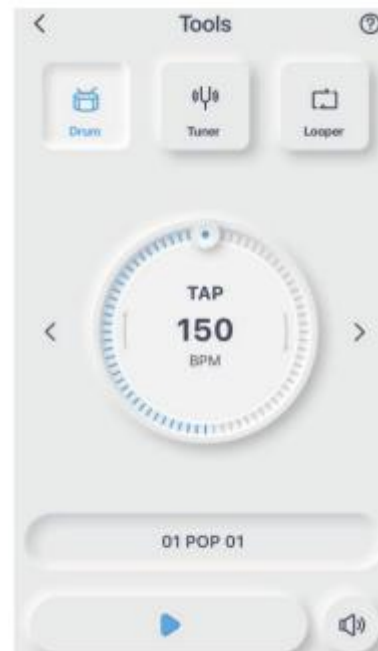 Tools
Drum Tuner Looper
TAP
150
BPM
01 POP 01